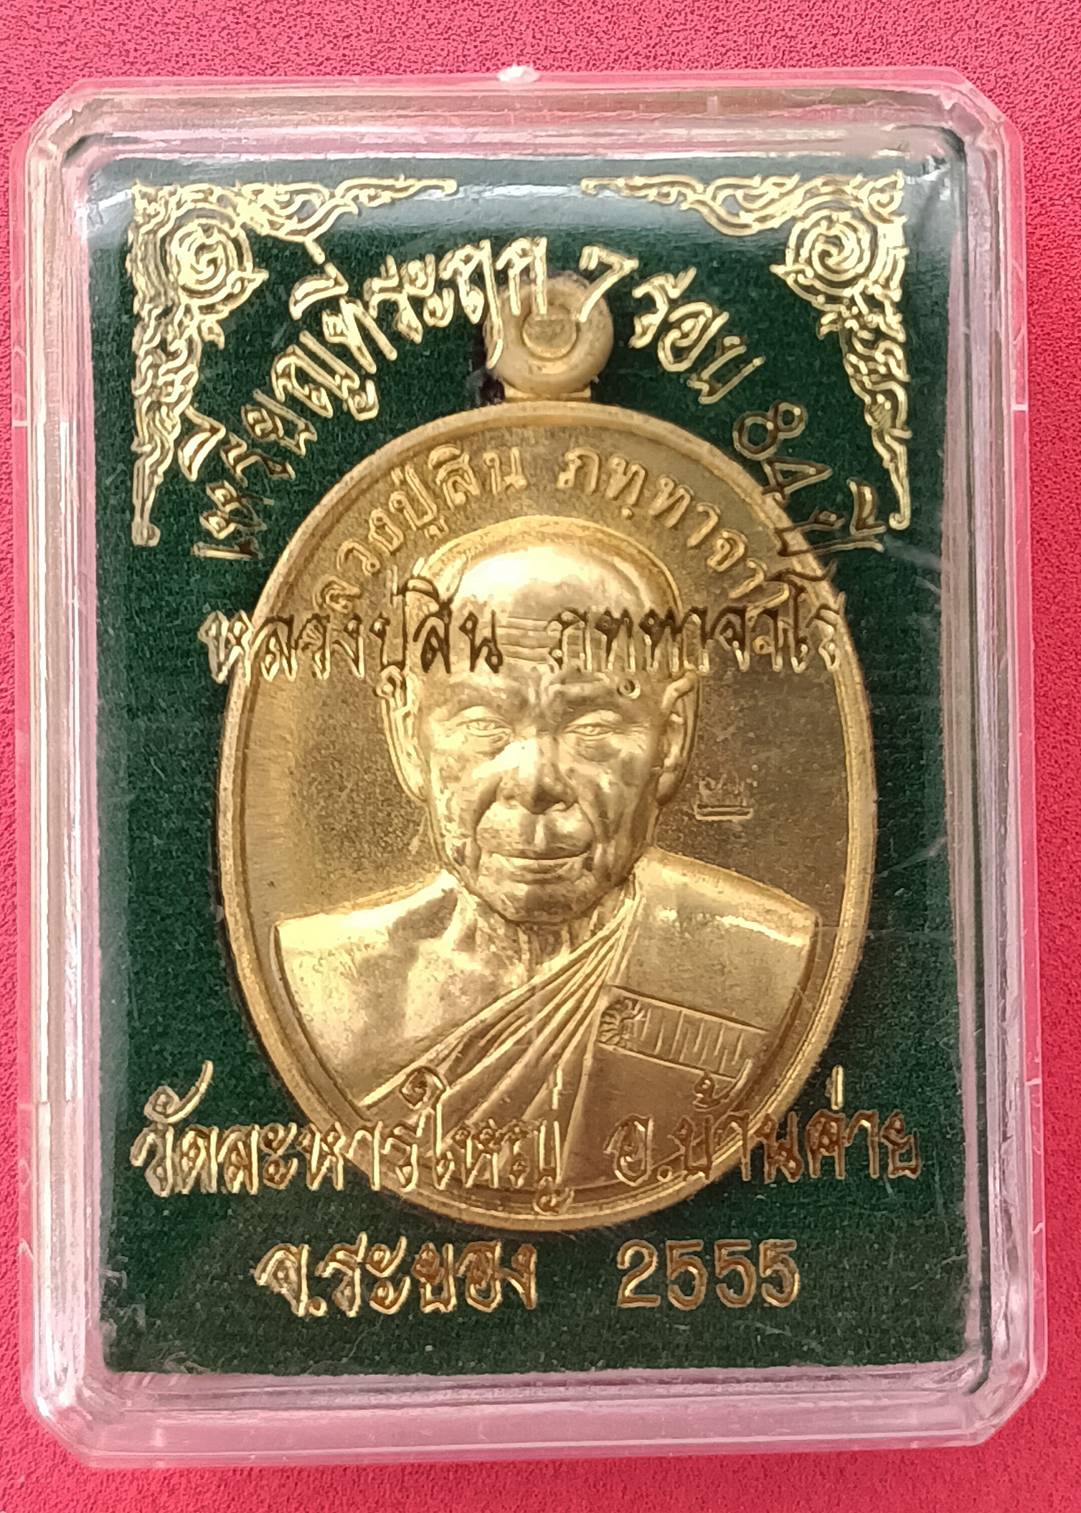 เหรียญที่ระฤก 7 รอบ 84 ปี
หลวงปู่สิน ภทฺทาจา
หลวงปู่สิน ภทฺทาจาโร
วัดละหารใหญ่ อ.บ้านค่าย
จ.ระยอง 2555